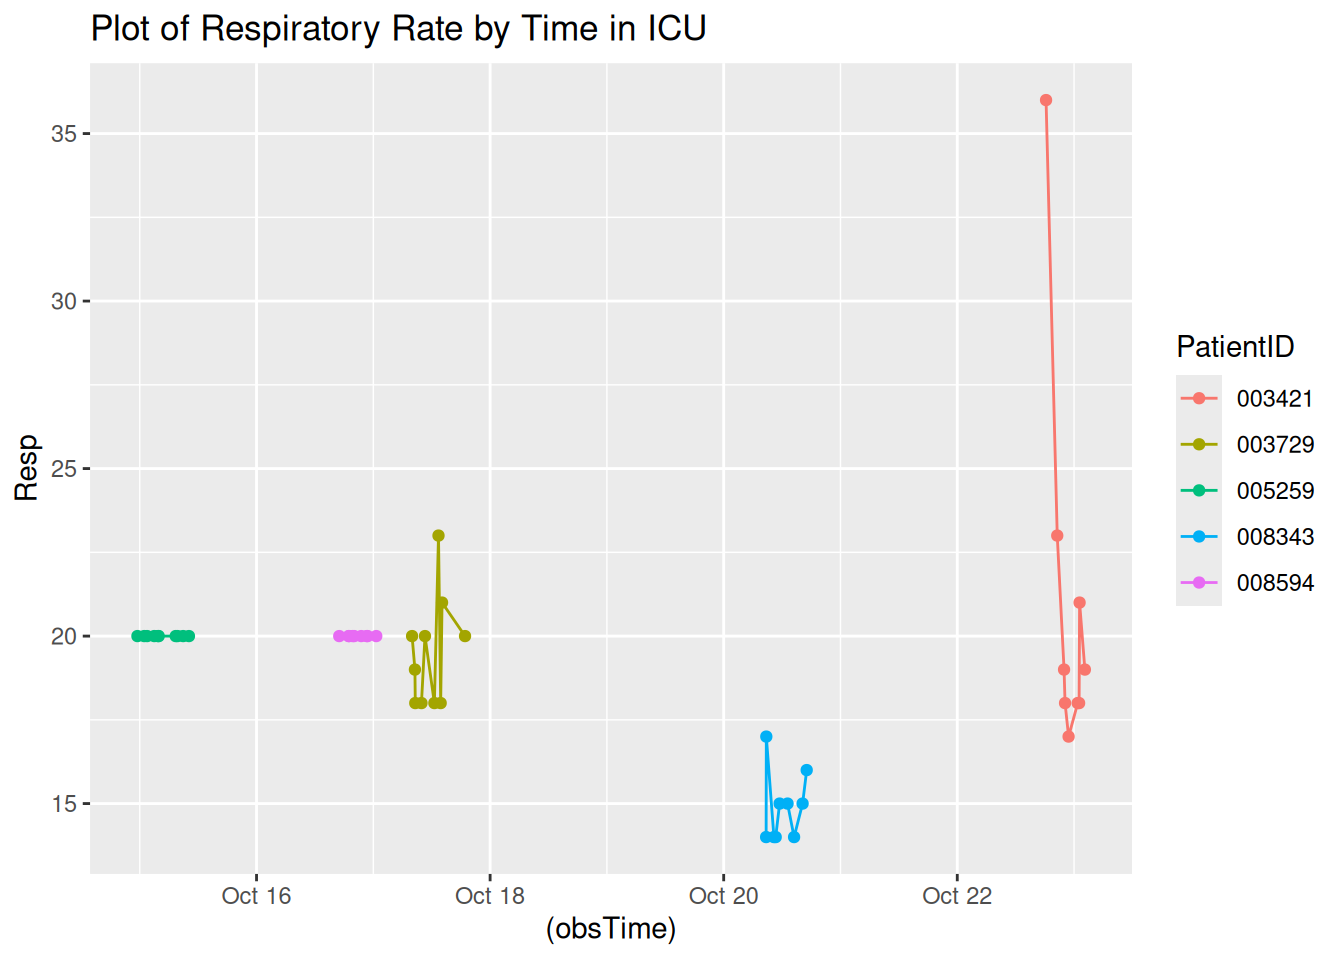 Plot of Respiratory Rate by Time in ICU
35
30
25
20
15
Resp
Oct 16
Oct 18
Oct 20
Oct 22
(obsTime)
PatientID
003421
003729
005259
008343
008594